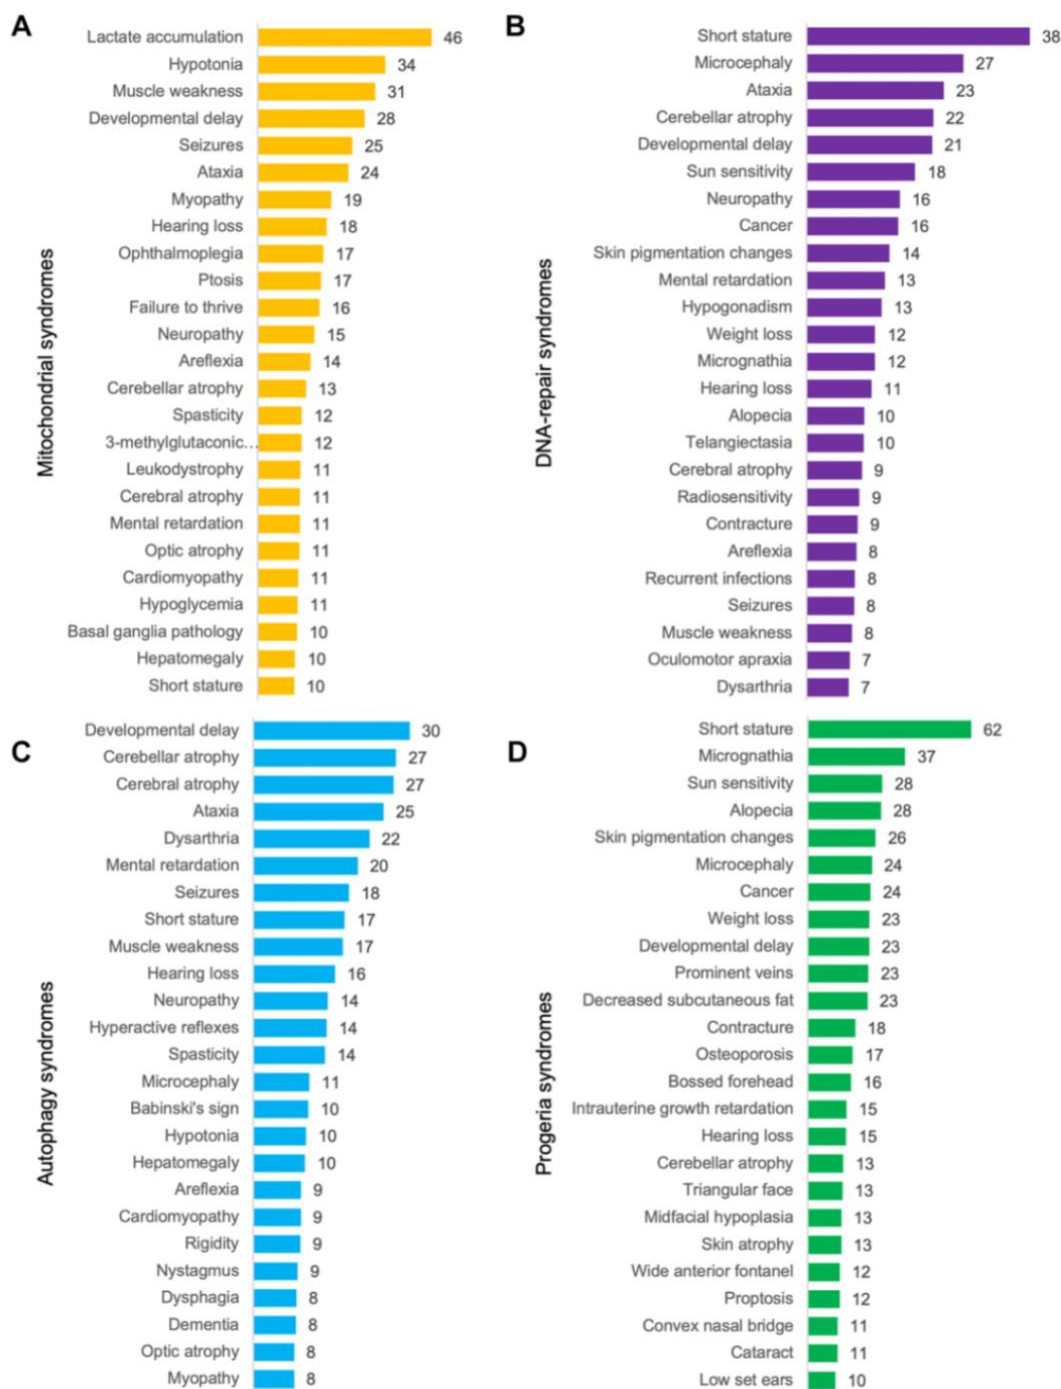 A
Mitochondrial syndromes
Lactate accumulation 46
Hypotonia 34
Muscle weakness 31
Developmental delay 28
Seizures 25
Ataxia 24
Myopathy 19
Hearing loss 18
Ophthalmoplegia 17
Ptosis 17
Failure to thrive 16
Neuropathy 15
Areflexia 14
Cerebellar atrophy 13
Spasticity 12
3-methylglutaconic... 12
Leukodystrophy 11
Cerebral atrophy 11
Mental retardation 11
Optic atrophy 11
Cardiomyopathy 11
Hypoglycemia 11
Basal ganglia pathology 10
Hepatomegaly 10
Short stature 10
B
DNA-repair syndromes
Short stature 38
Microcephaly 27
Ataxia 23
Cerebellar atrophy 22
Developmental delay 21
Sun sensitivity 18
Neuropathy 16
Cancer 16
Skin pigmentation changes 14
Mental retardation 13
Hypogonadism 13
Weight loss 12
Micrognathia 12
Hearing loss 11
Alopecia 10
Telangiectasia 10
Cerebral atrophy 9
Radiosensitivity 9
Contracture 9
Areflexia 8
Recurrent infections 8
Seizures 8
Muscle weakness 8
Oculomotor apraxia 7
Dysarthria 7
C
Autophagy syndromes
Developmental delay 30
Cerebellar atrophy 27
Cerebral atrophy 27
Ataxia 25
Dysarthria 22
Mental retardation 20
Seizures 18
Short stature 17
Muscle weakness 17
Hearing loss 16
Neuropathy 14
Hyperactive reflexes 14
Spasticity 14
Microcephaly 11
Babinski's sign 10
Hypotonia 10
Hepatomegaly 10
Areflexia 9
Cardiomyopathy 9
Rigidity 9
Nystagmus 9
Dysphagia 8
Dementia 8
Optic atrophy 8
Myopathy 8
D
Progeria syndromes
Short stature 62
Micrognathia 37
Sun sensitivity 28
Alopecia 28
Skin pigmentation changes 26
Microcephaly 24
Cancer 24
Weight loss 23
Developmental delay 23
Prominent veins 23
Decreased subcutaneous fat 23
Contracture 18
Osteoporosis 17
Bossed forehead 16
Intrauterine growth retardation 15
Hearing loss 15
Cerebellar atrophy 13
Triangular face 13
Midfacial hypoplasia 13
Skin atrophy 13
Wide anterior fontanel 12
Proptosis 12
Convex nasal bridge 11
Cataract 11
Low set ears 10